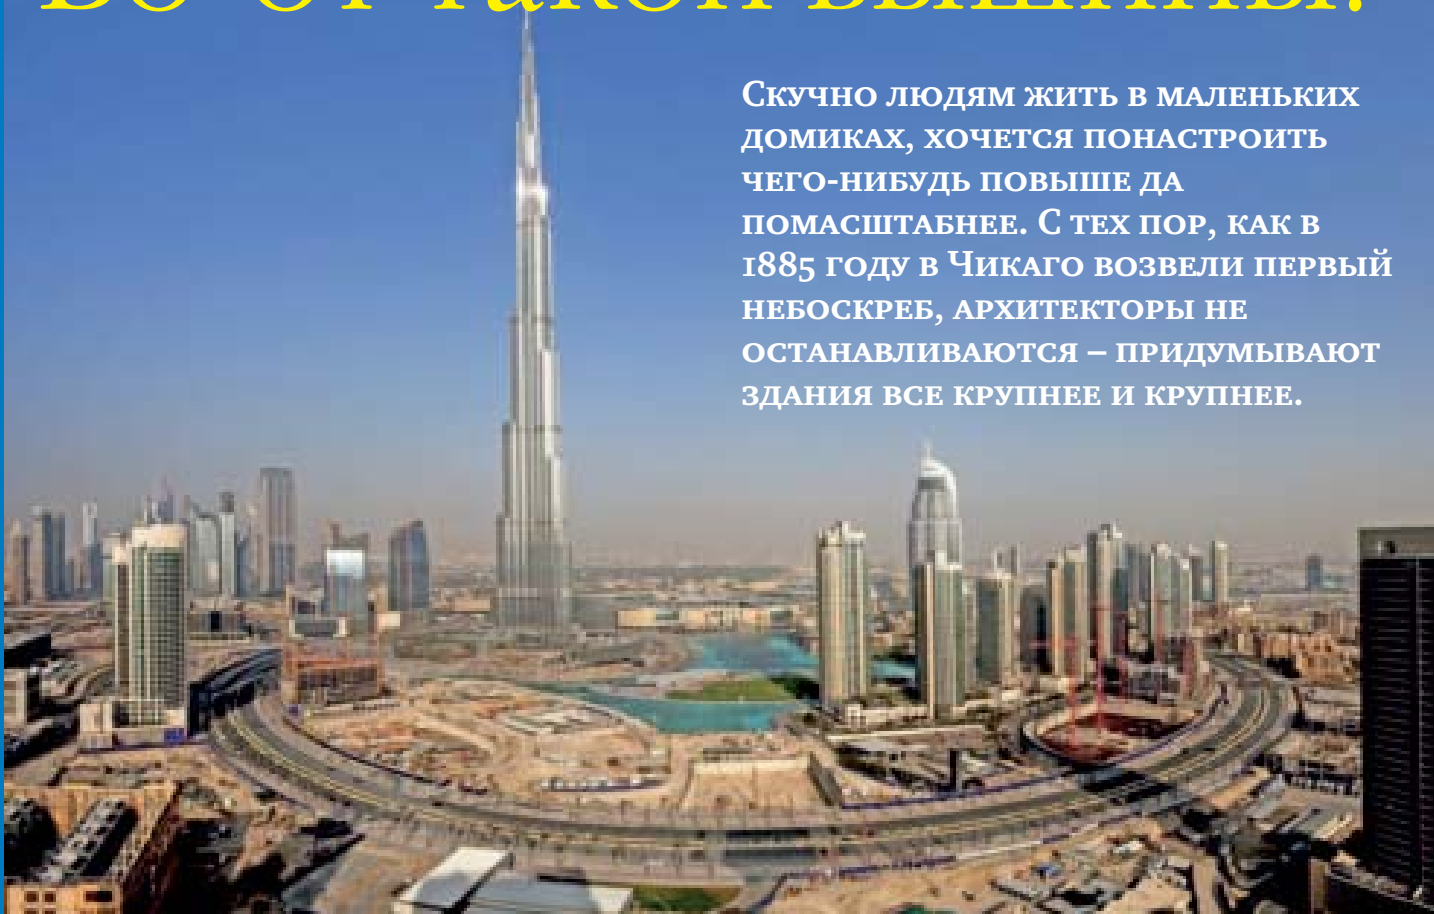 Скучно людям жить в маленьких
домиках, хочется понастроить
чего-нибудь повыше да
помасштабнее. С тех пор, как в
1885 году в Чикаго возвели первый
небоскреб, архитекторы не
останавливаются – придумывают
здания все крупнее и крупнее.